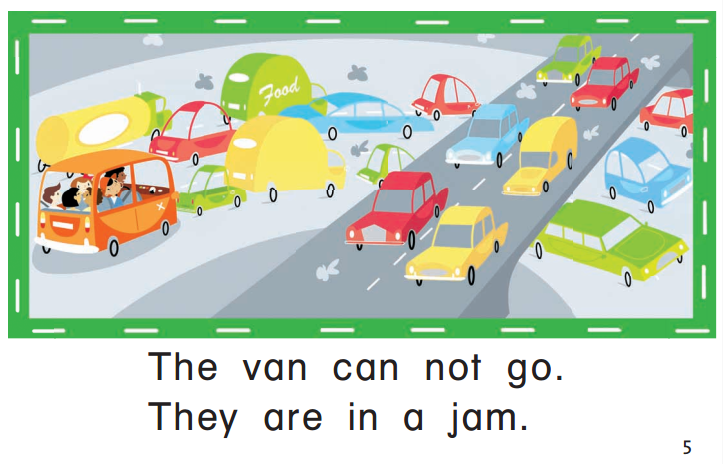 Food
The van can not go.
They are in a jam.
5